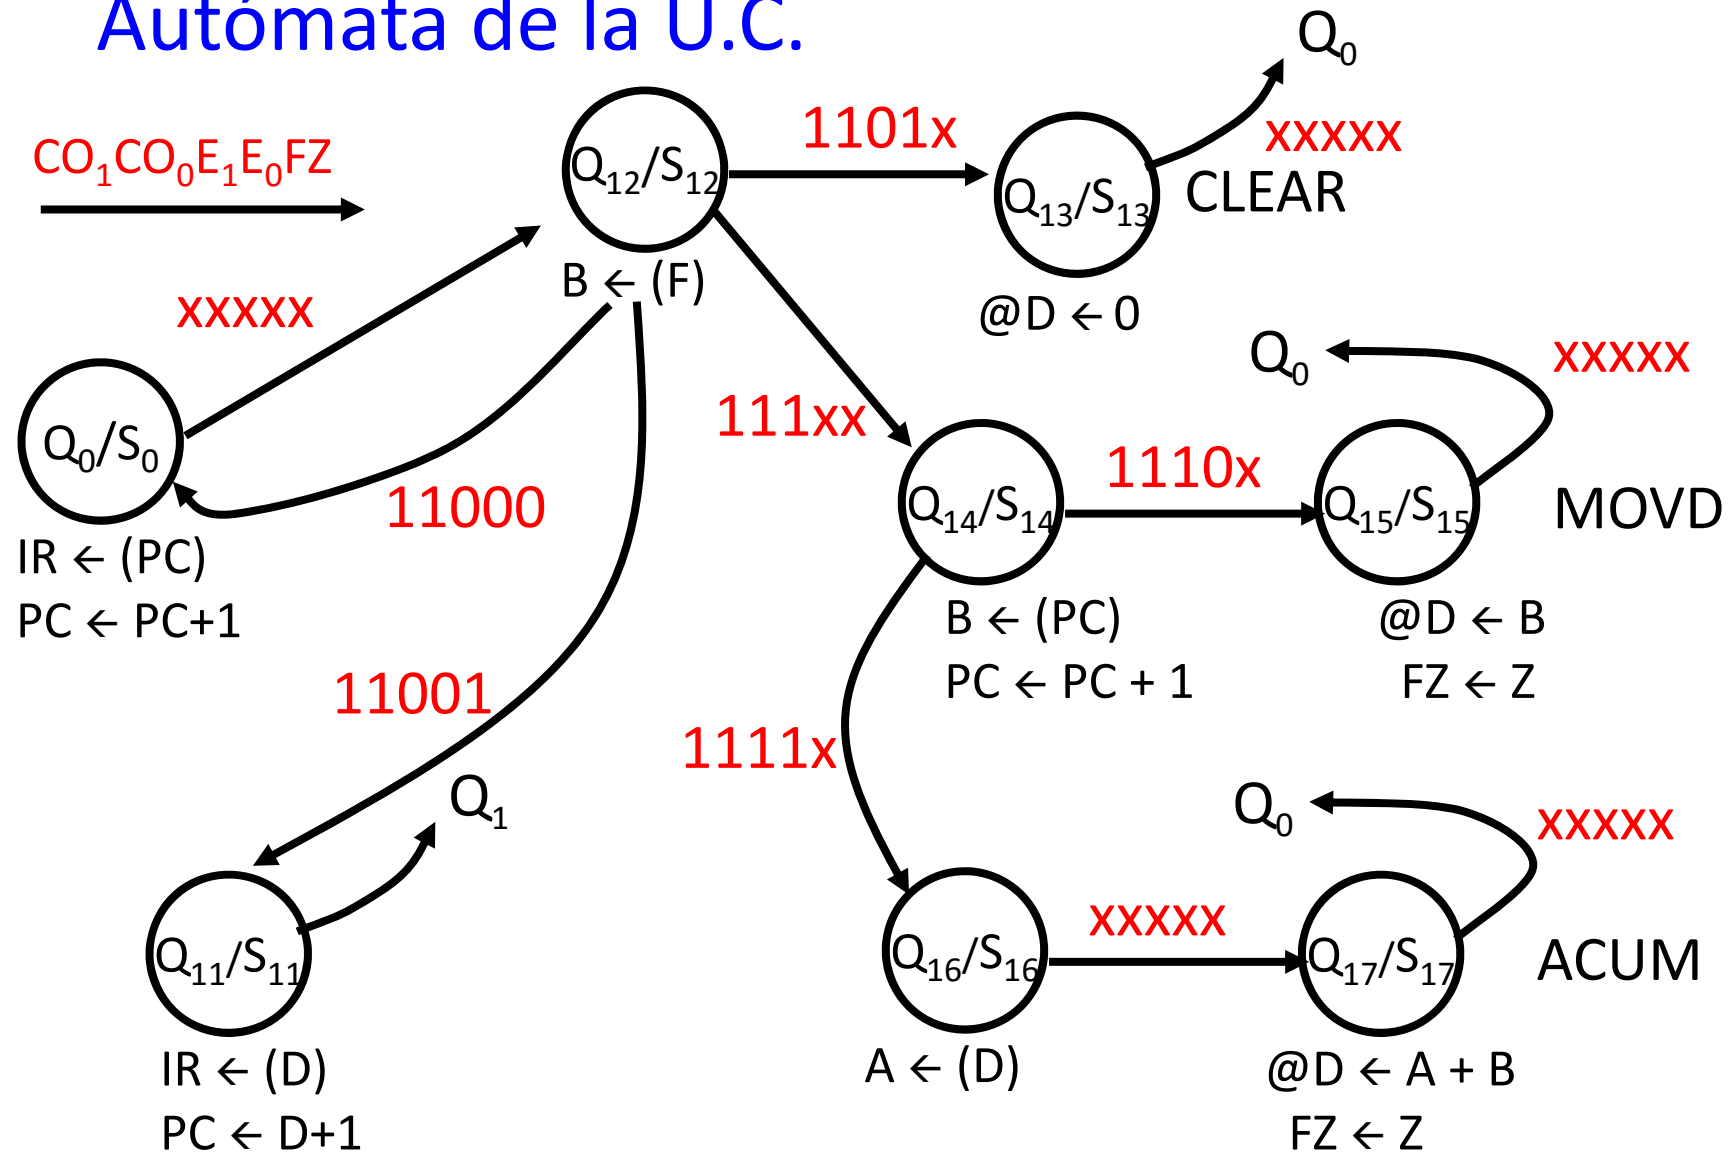 Autómata de la U.C.
CO₁CO₀E₁E₀FZ
xxxxx
Q₀/S₀
IR ← (PC)
PC ← PC+1
Q₁₂/S₁₂
B ← (F)
1101x
Q₁₃/S₁₃
CLEAR
@D ← 0
Q₀
xxxxx
11000
111xx
11001
Q₁₄/S₁₄
B ← (PC)
PC ← PC + 1
1110x
Q₁₅/S₁₅
MOVD
@D ← B
FZ ← Z
Q₀
xxxxx
1111x
Q₁
Q₁₁/S₁₁
IR ← (D)
PC ← D+1
Q₁₆/S₁₆
A ← (D)
xxxxx
Q₁₇/S₁₇
ACUM
@D ← A + B
FZ ← Z
Q₀
xxxxx